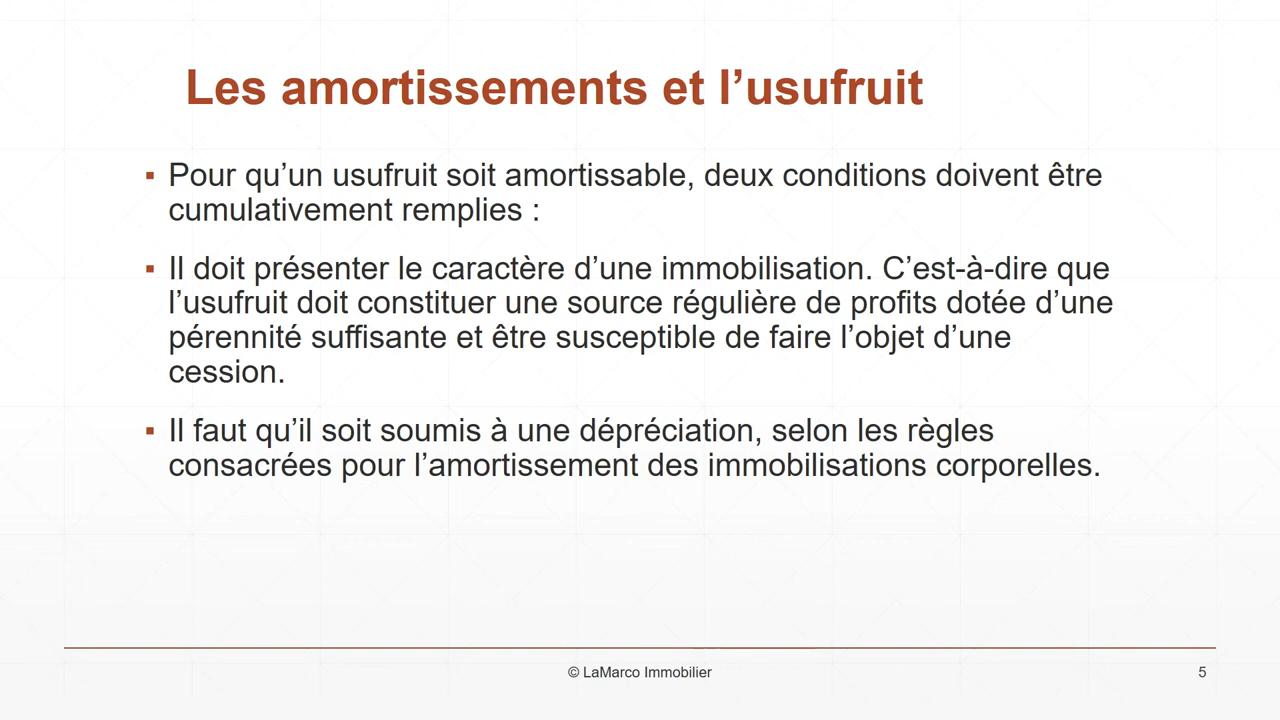 Les amortissements et l’usufruit
▪ Pour qu’un usufruit soit amortissable, deux conditions doivent être
cumulativement remplies :
▪ Il doit présenter le caractère d’une immobilisation. C’est-à-dire que
l’usufruit doit constituer une source régulière de profits dotée d’une
pérennité suffisante et être susceptible de faire l’objet d’une
cession.
▪ Il faut qu’il soit soumis à une dépréciation, selon les règles
consacrées pour l’amortissement des immobilisations corporelles.
© LaMarco Immobilier
5